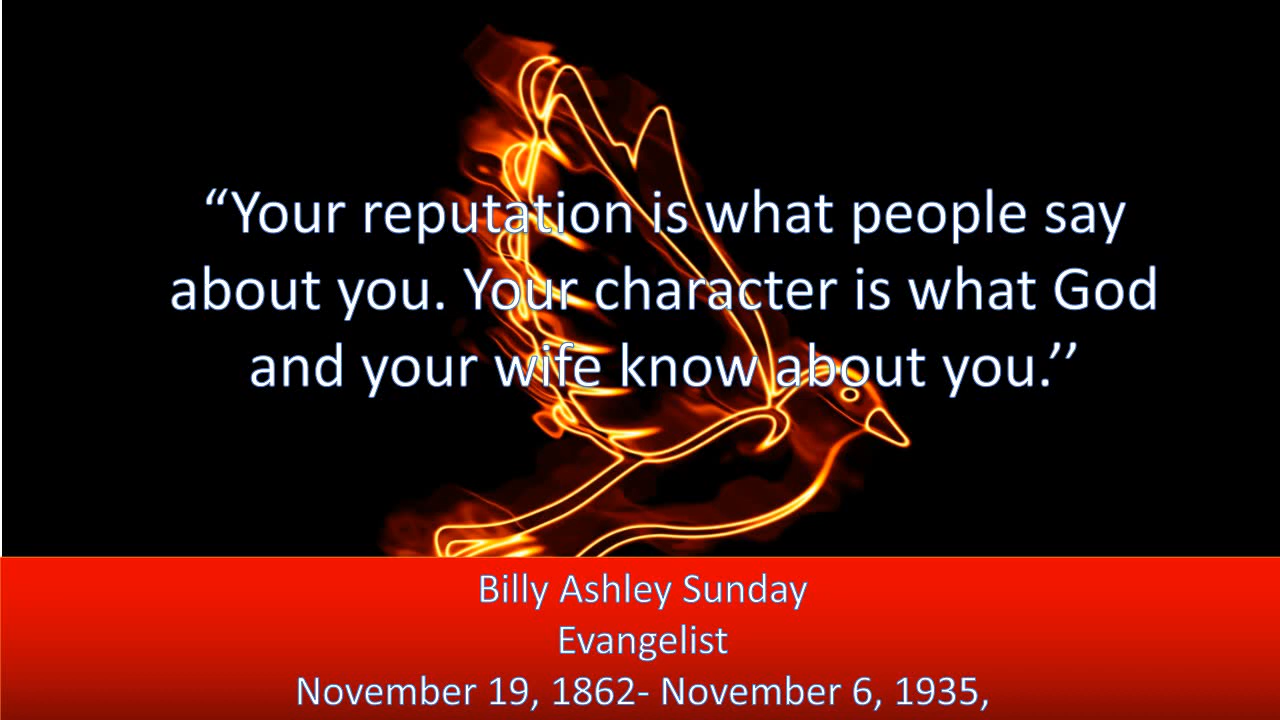 “Your reputation is what people say
about you. Your character is what God
and your wife know about you.’’
Billy Ashley Sunday
Evangelist
November 19, 1862- November 6, 1935,